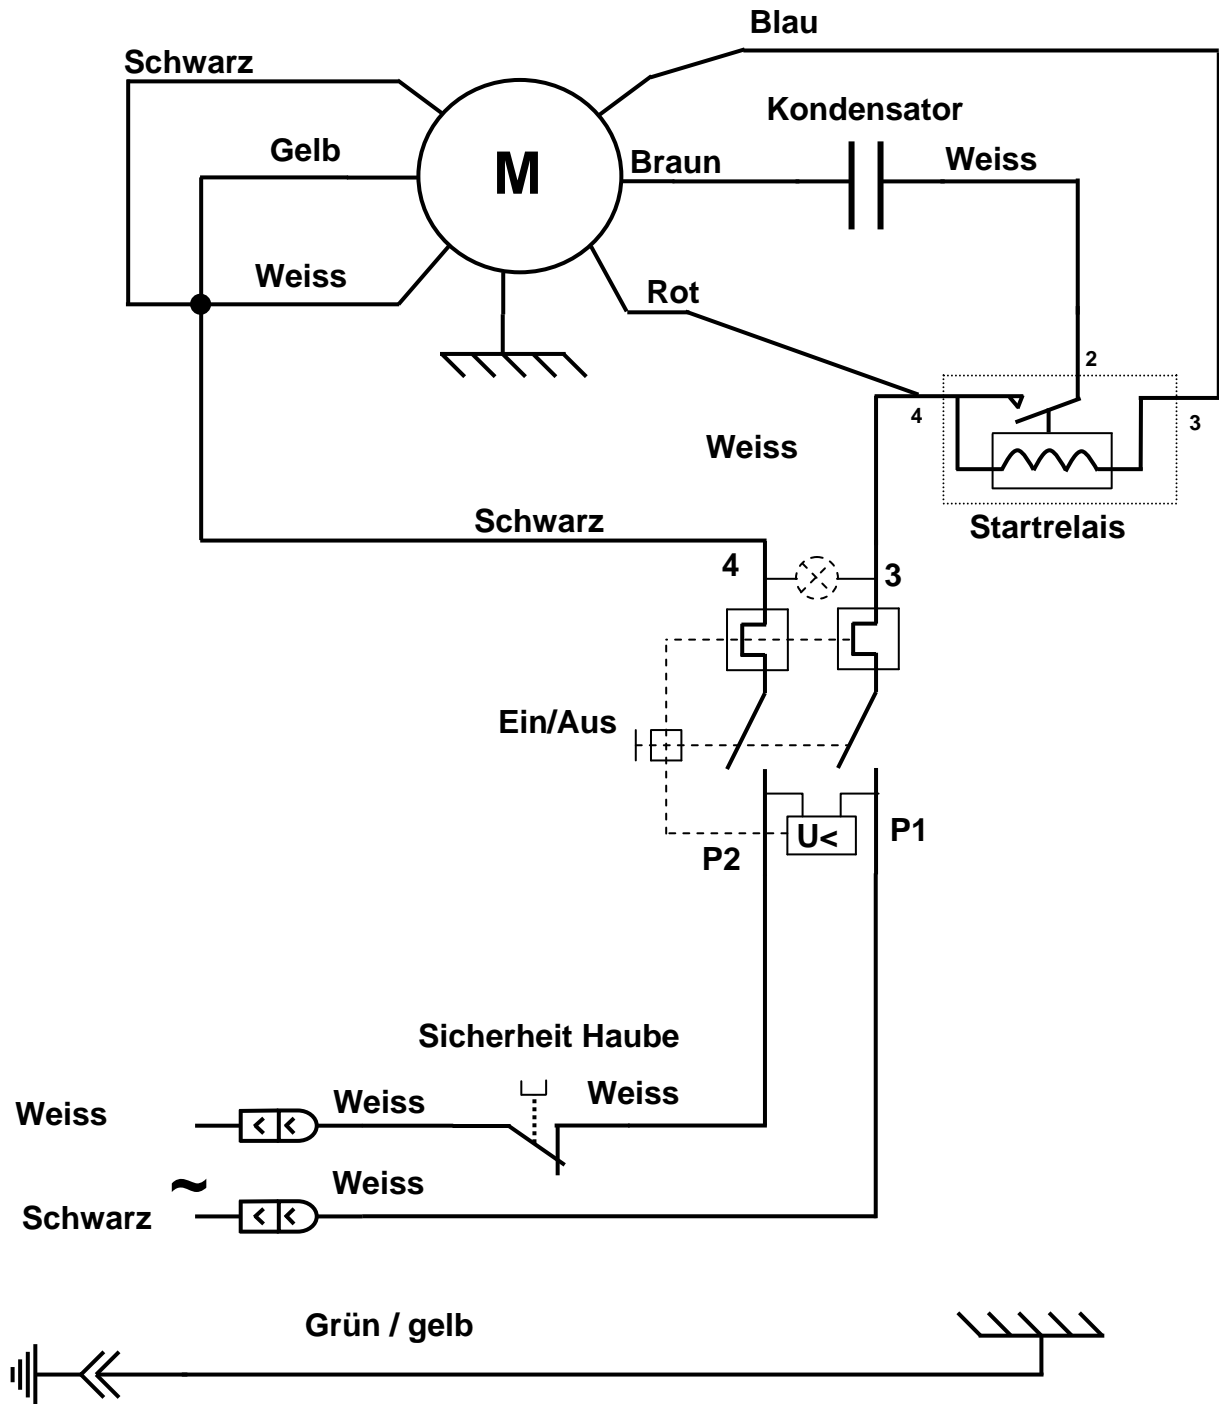 Blau
Schwarz
Kondensator
Gelb
M
Braun
Weiss
Weiss
Rot
2
4
3
Weiss
Schwarz
Startrelais
4
3
Ein/Aus
U<
P1
P2
Sicherheit Haube
Weiss
Weiss
Weiss
~
Weiss
Schwarz
Grün / gelb